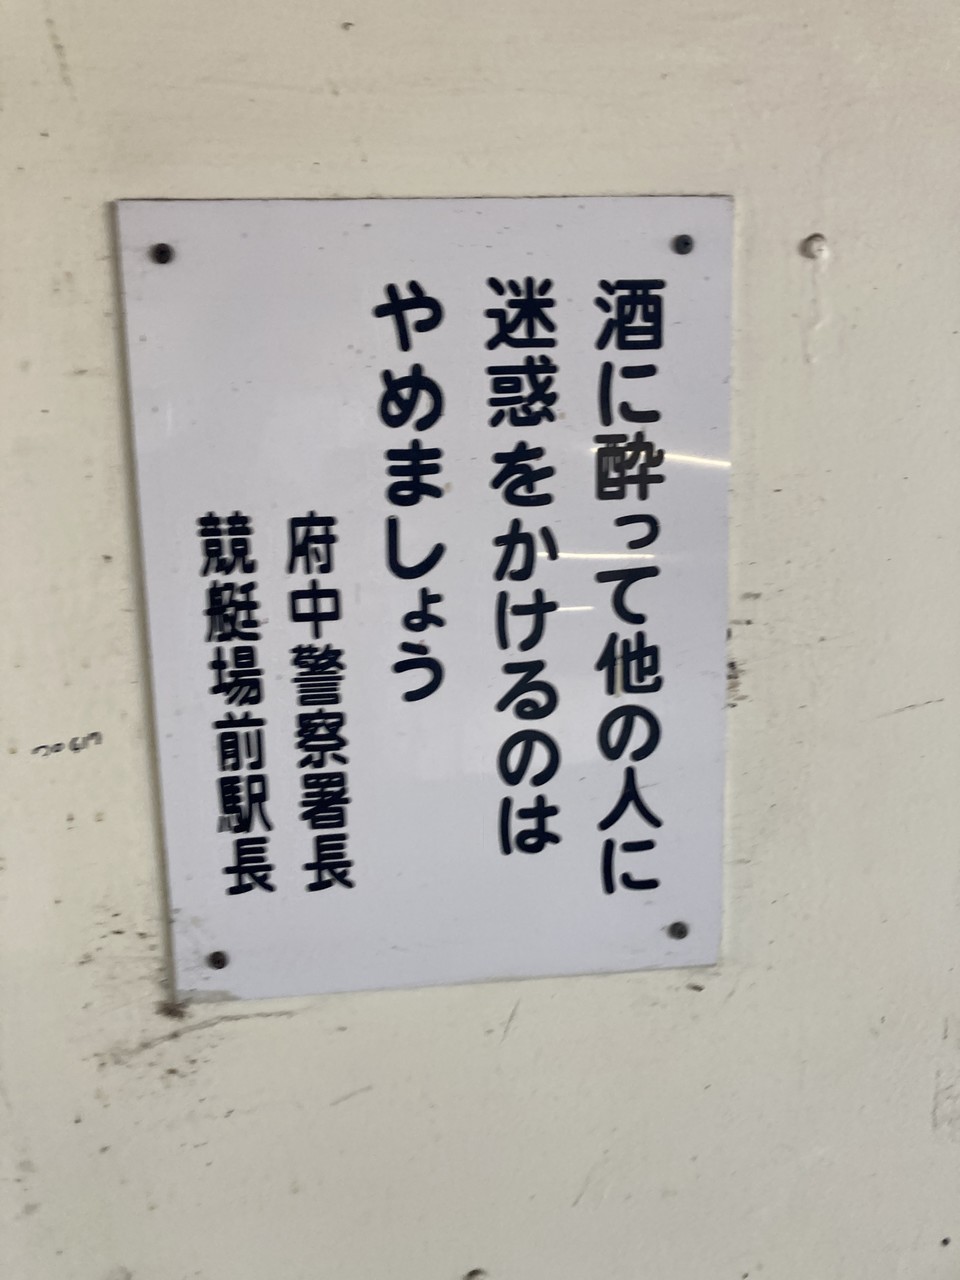 酒に酔って他の人に
迷惑をかけるのは
やめましょう
府中警察署長
競艇場前駅長